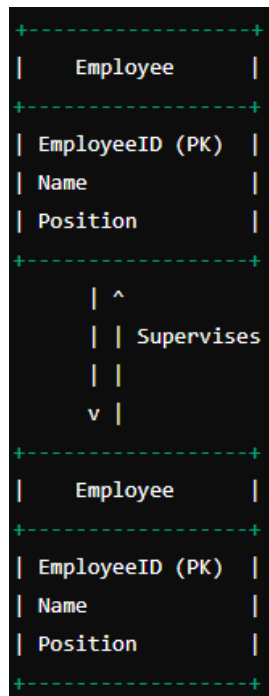 +------------------+
|    Employee      |
+------------------+
| EmployeeID (PK)  |
| Name             |
| Position         |
+------------------+
     | ^
     | | Supervises
     | |
     v |
+------------------+
|    Employee      |
+------------------+
| EmployeeID (PK)  |
| Name             |
| Position         |
+------------------+